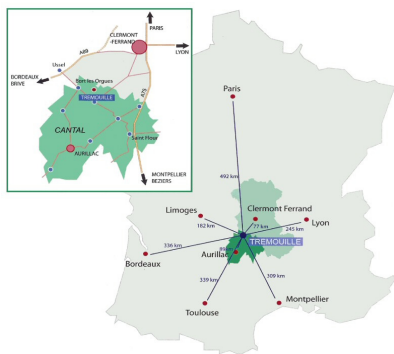 PARIS
CLERMONT
-FERRAND
LYON
A89
Ussel
BORDEAUX
BRIVE
Bort les Orgues
TREMOUILLE
A75
CANTAL
Saint Flour
AURILLAC
MONTPELLIER
BEZIERS
Paris
492 km
Limoges
182 km
Clermont Ferrand
77 km
Lyon
245 km
TREMOUILLE
336 km
Bordeaux
Aurillac
339 km
309 km
Toulouse
Montpellier